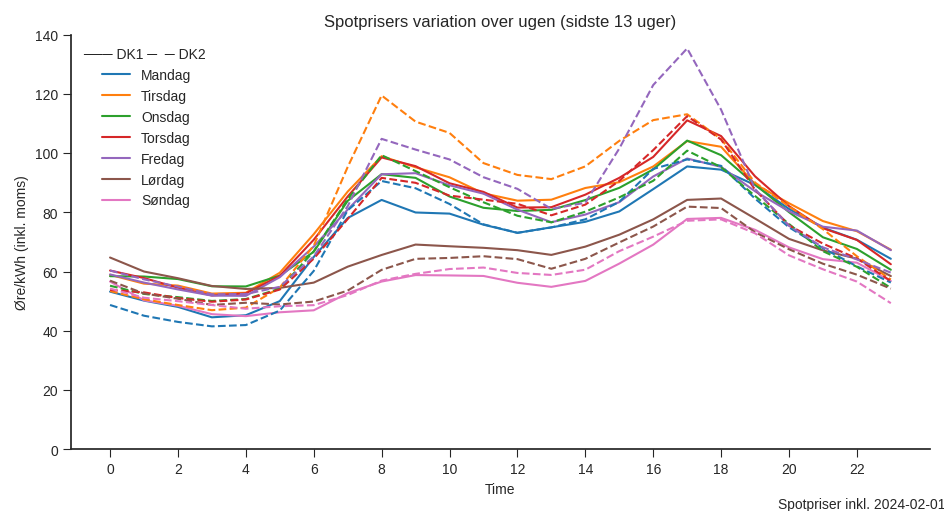 Spotprisers variation over ugen (sidste 13 uger)
140
120
100
80
60
40
20
0
Øre/kWh (inkl. moms)
DK1 DK2
Mandag
Tirsdag
Onsdag
Torsdag
Fredag
Lørdag
Søndag
0 2 4 6 8 10 12 14 16 18 20 22
Time
Spotpriser inkl. 2024-02-01